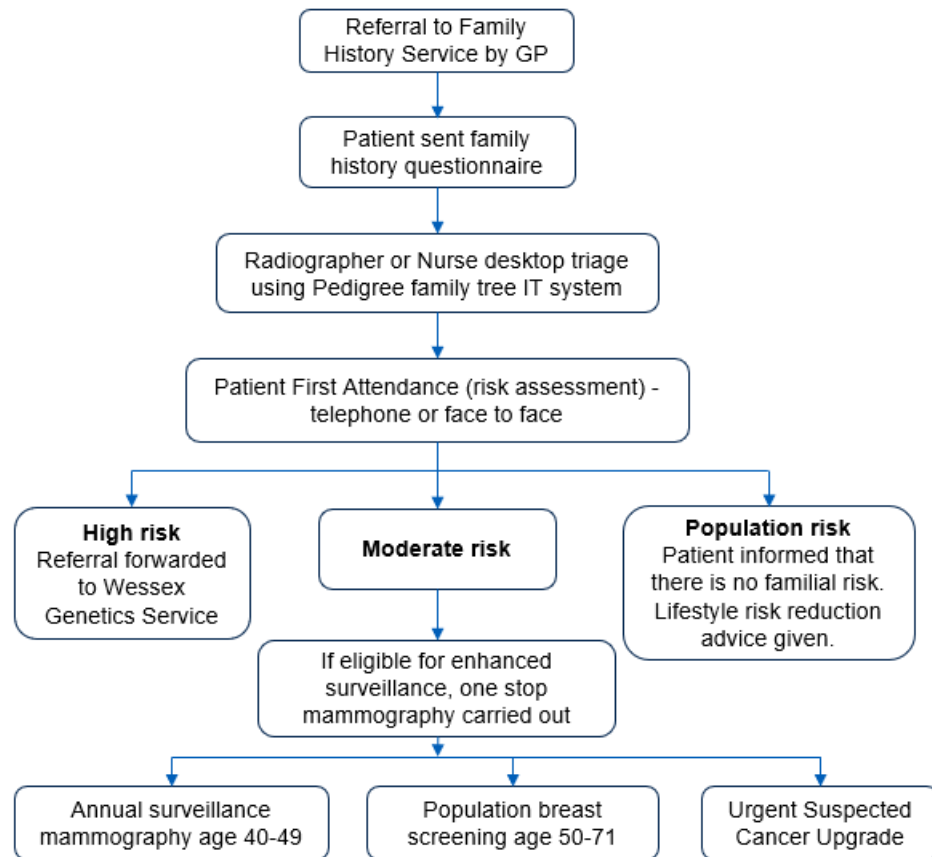 Referral to Family
History Service by GP
Patient sent family
history questionnaire
Radiographer or Nurse desktop triage
using Pedigree family tree IT system
Patient First Attendance (risk assessment) -
telephone or face to face
High risk
Referral forwarded
to Wessex
Genetics Service
Moderate risk
Population risk
Patient informed that
there is no familial risk.
Lifestyle risk reduction
advice given.
If eligible for enhanced
surveillance, one stop
mammography carried out
Annual surveillance
mammography age 40-49
Population breast
screening age 50-71
Urgent Suspected
Cancer Upgrade